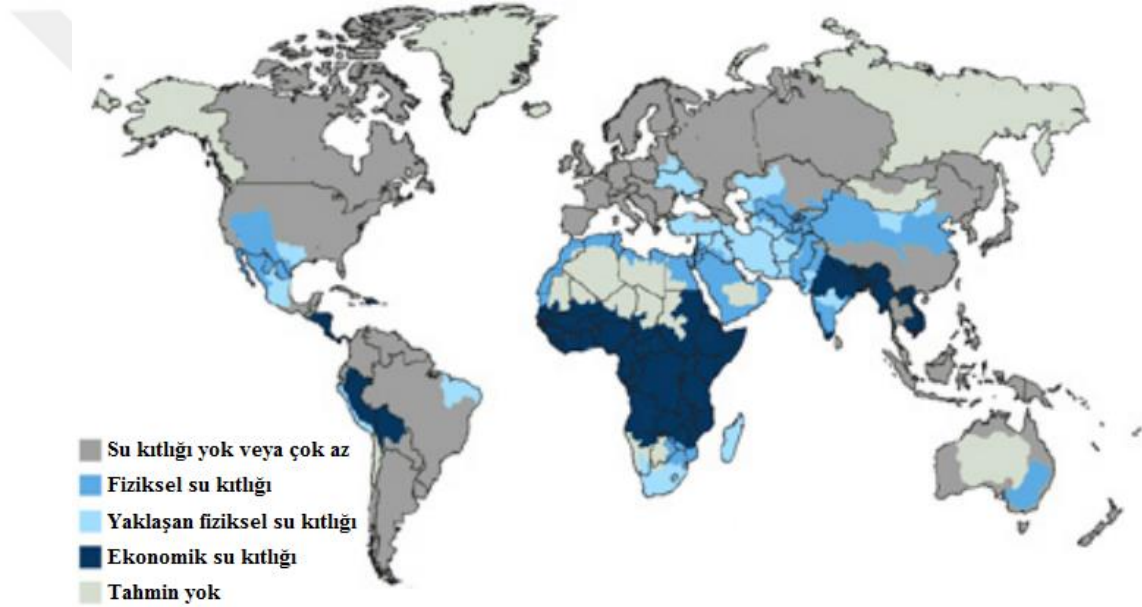 Su kıtlığı yok veya çok az
Fiziksel su kıtlığı
Yaklaşan fiziksel su kıtlığı
Ekonomik su kıtlığı
Tahmin yok